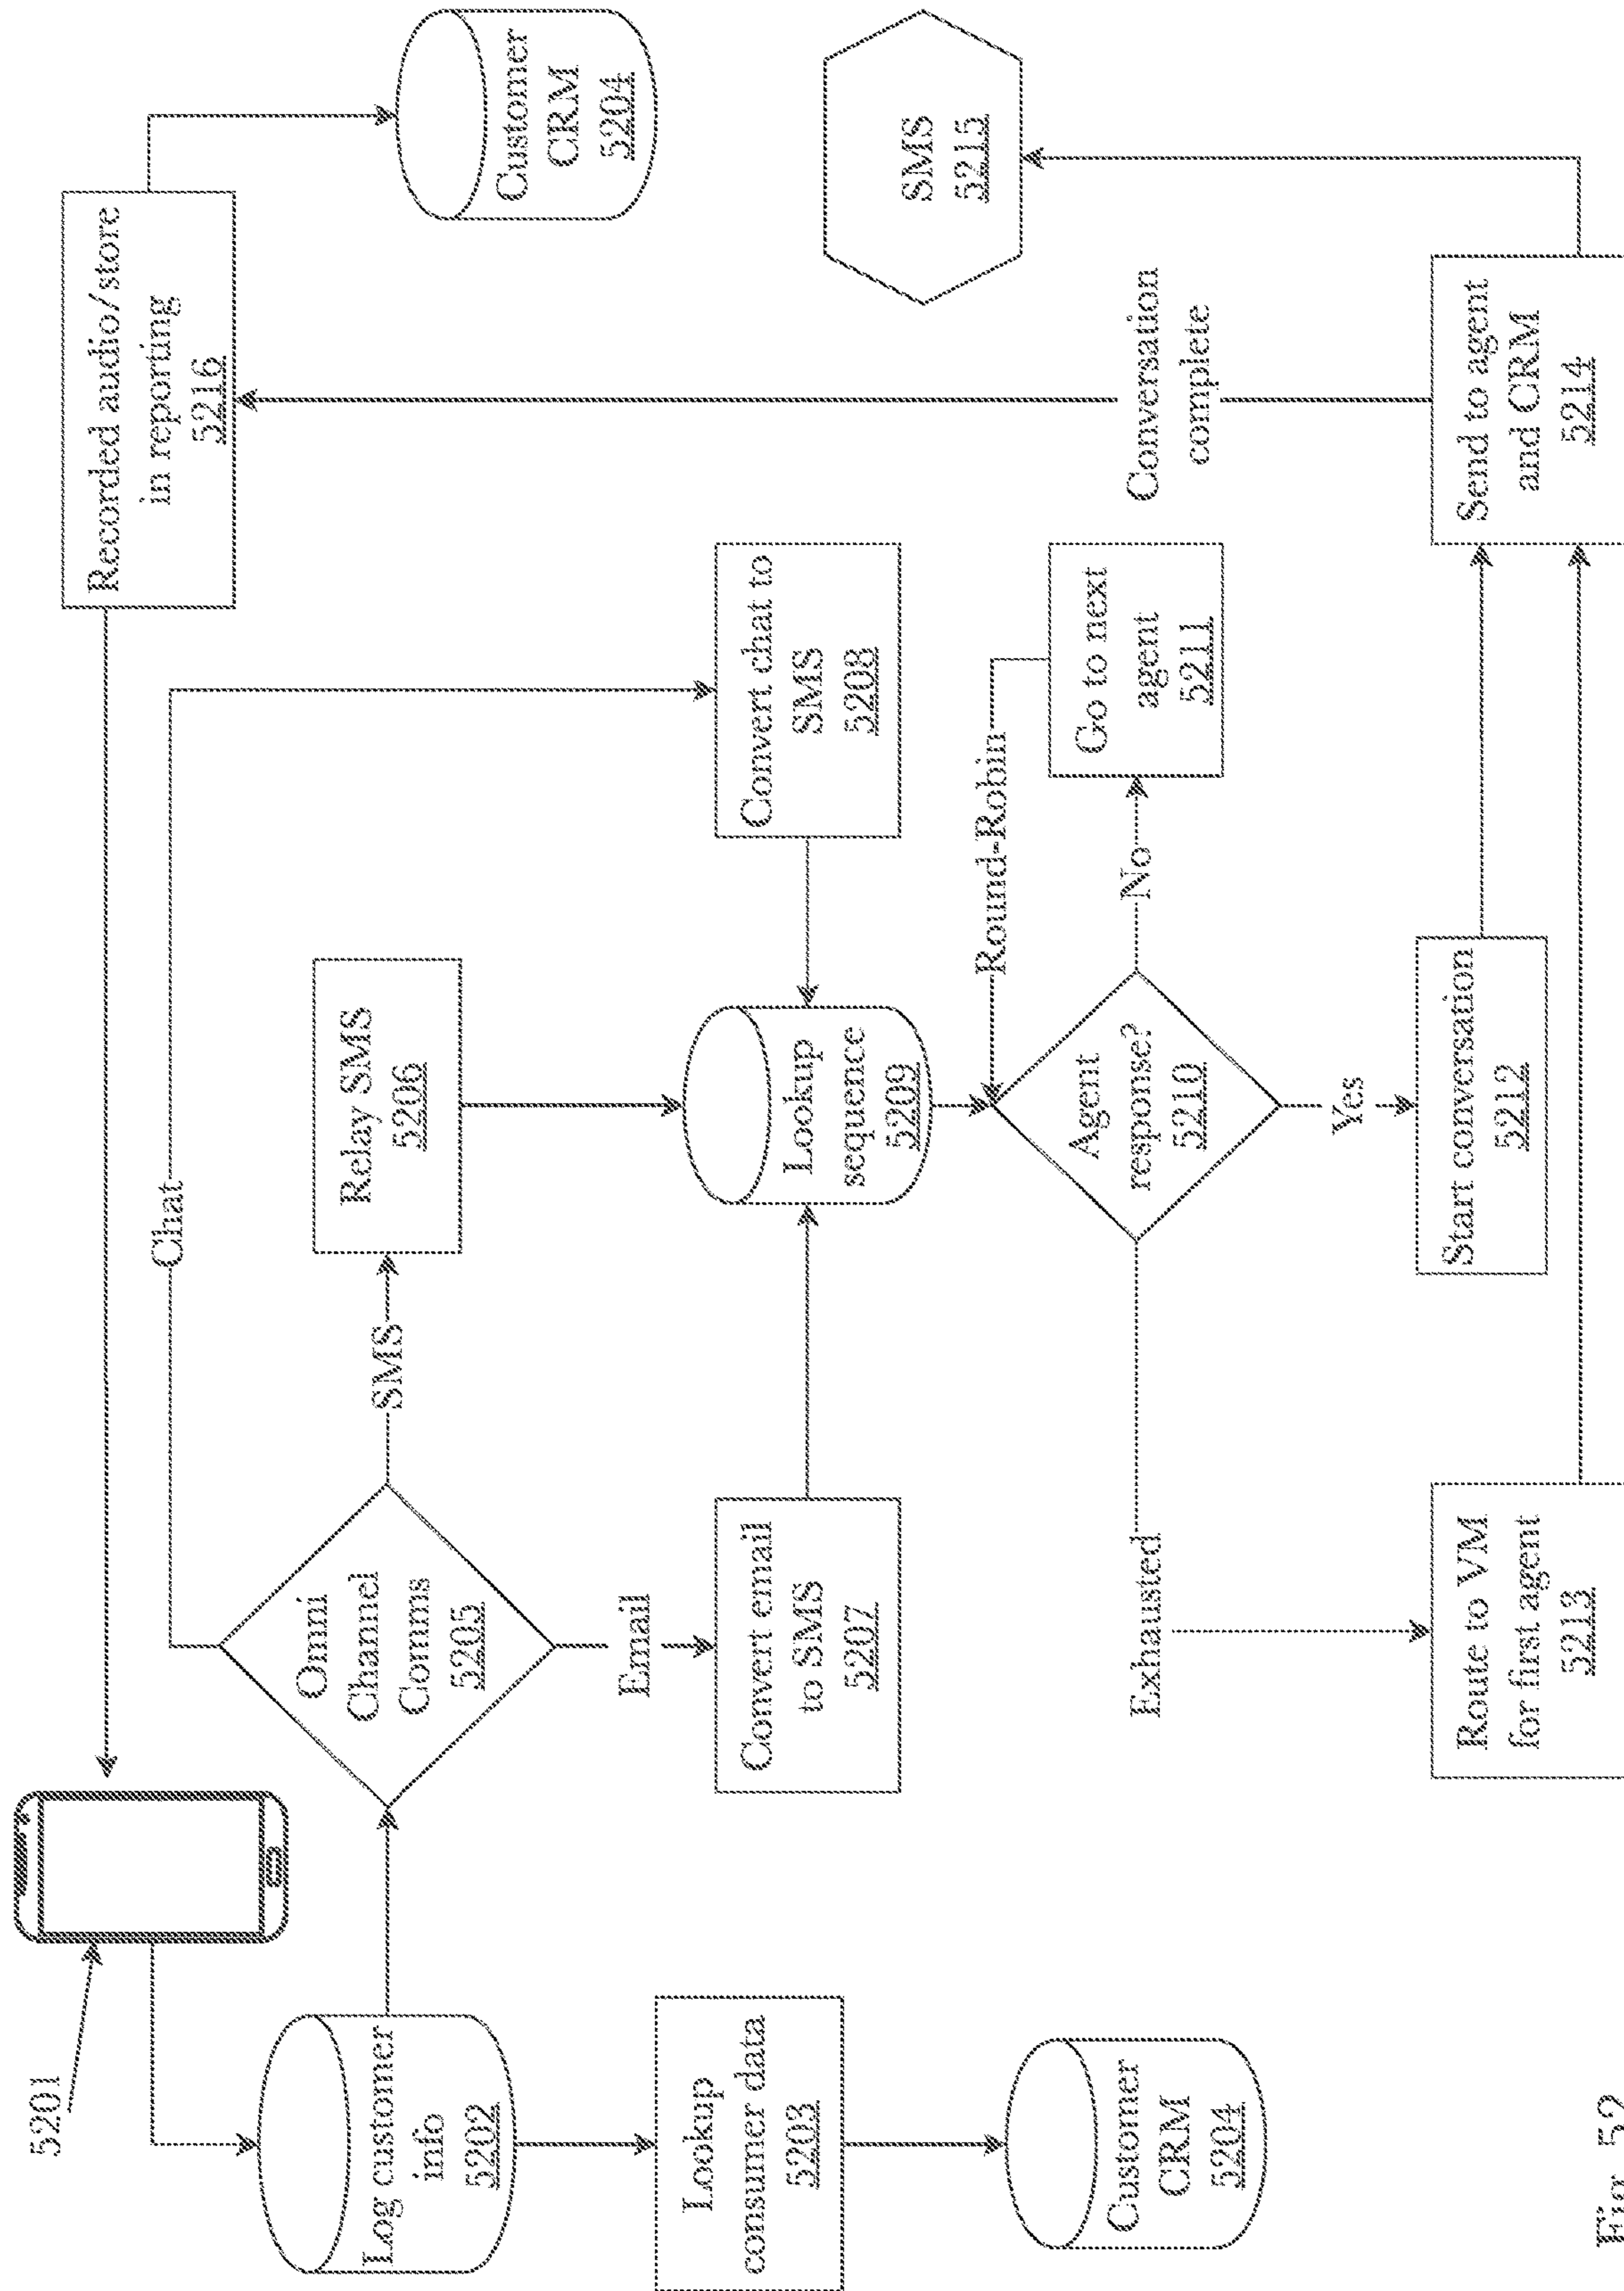 5201
Log customer
info
5202
Lookup
consumer data
5203
Customer
CRM
5204
Omni
Channel
Comms
5205
Chat
SMS
Email
Relay SMS
5206
Convert email
to SMS
5207
Convert chat to
SMS
5208
Lookup
sequence
5209
Agent
response?
5210
Round-Robin
No
Go to next
agent
5211
Yes
Start conversation
5212
Exhausted
Route to VM
for first agent
5213
Send to agent
and CRM
5214
Conversation
complete
SMS
5215
Recorded audio/store
in reporting
5216
Customer
CRM
5204
Fig. 52